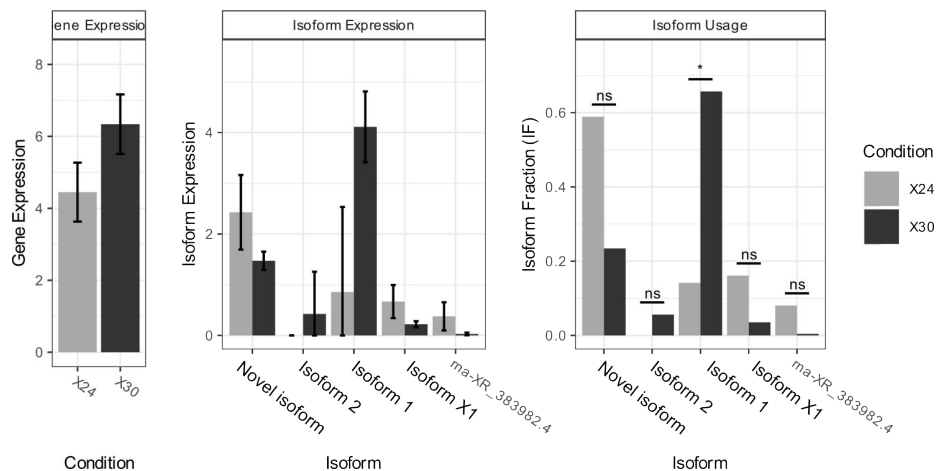 ene Expressio
Gene Expression
8
6
4
2
0
X24
X30
Condition
Isoform Expression
Isoform Expression
4
2
0
Novel isoform
Isoform 2
Isoform 1
Isoform X1
rna-XR_383982.4
Isoform
Isoform Usage
Isoform Fraction (IF)
0.6
0.4
0.2
0.0
ns
ns
*
ns
ns
Novel isoform
Isoform 2
Isoform 1
Isoform X1
rna-XR_383982.4
Isoform
Condition
X24
X30